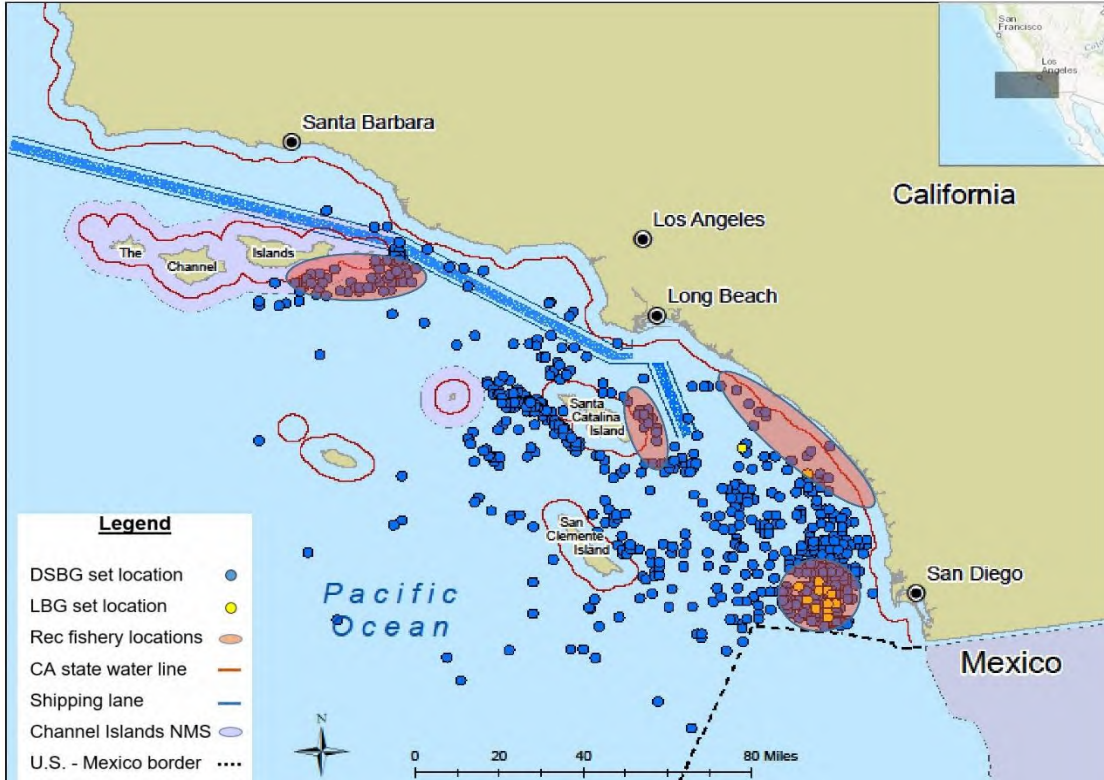 San
Francisco
Los
Angeles
Santa Barbara
California
Los Angeles
The
Channel
Islands
Long Beach
Santa
Catalina
Island
San
Clemente
Island
San Diego
Pacific
Ocean
Mexico
Legend
DSBG set location
LBG set location
Rec fishery locations
CA state water line
Shipping lane
Channel Islands NMS
U.S. - Mexico border
N
0 20 40 80 Miles